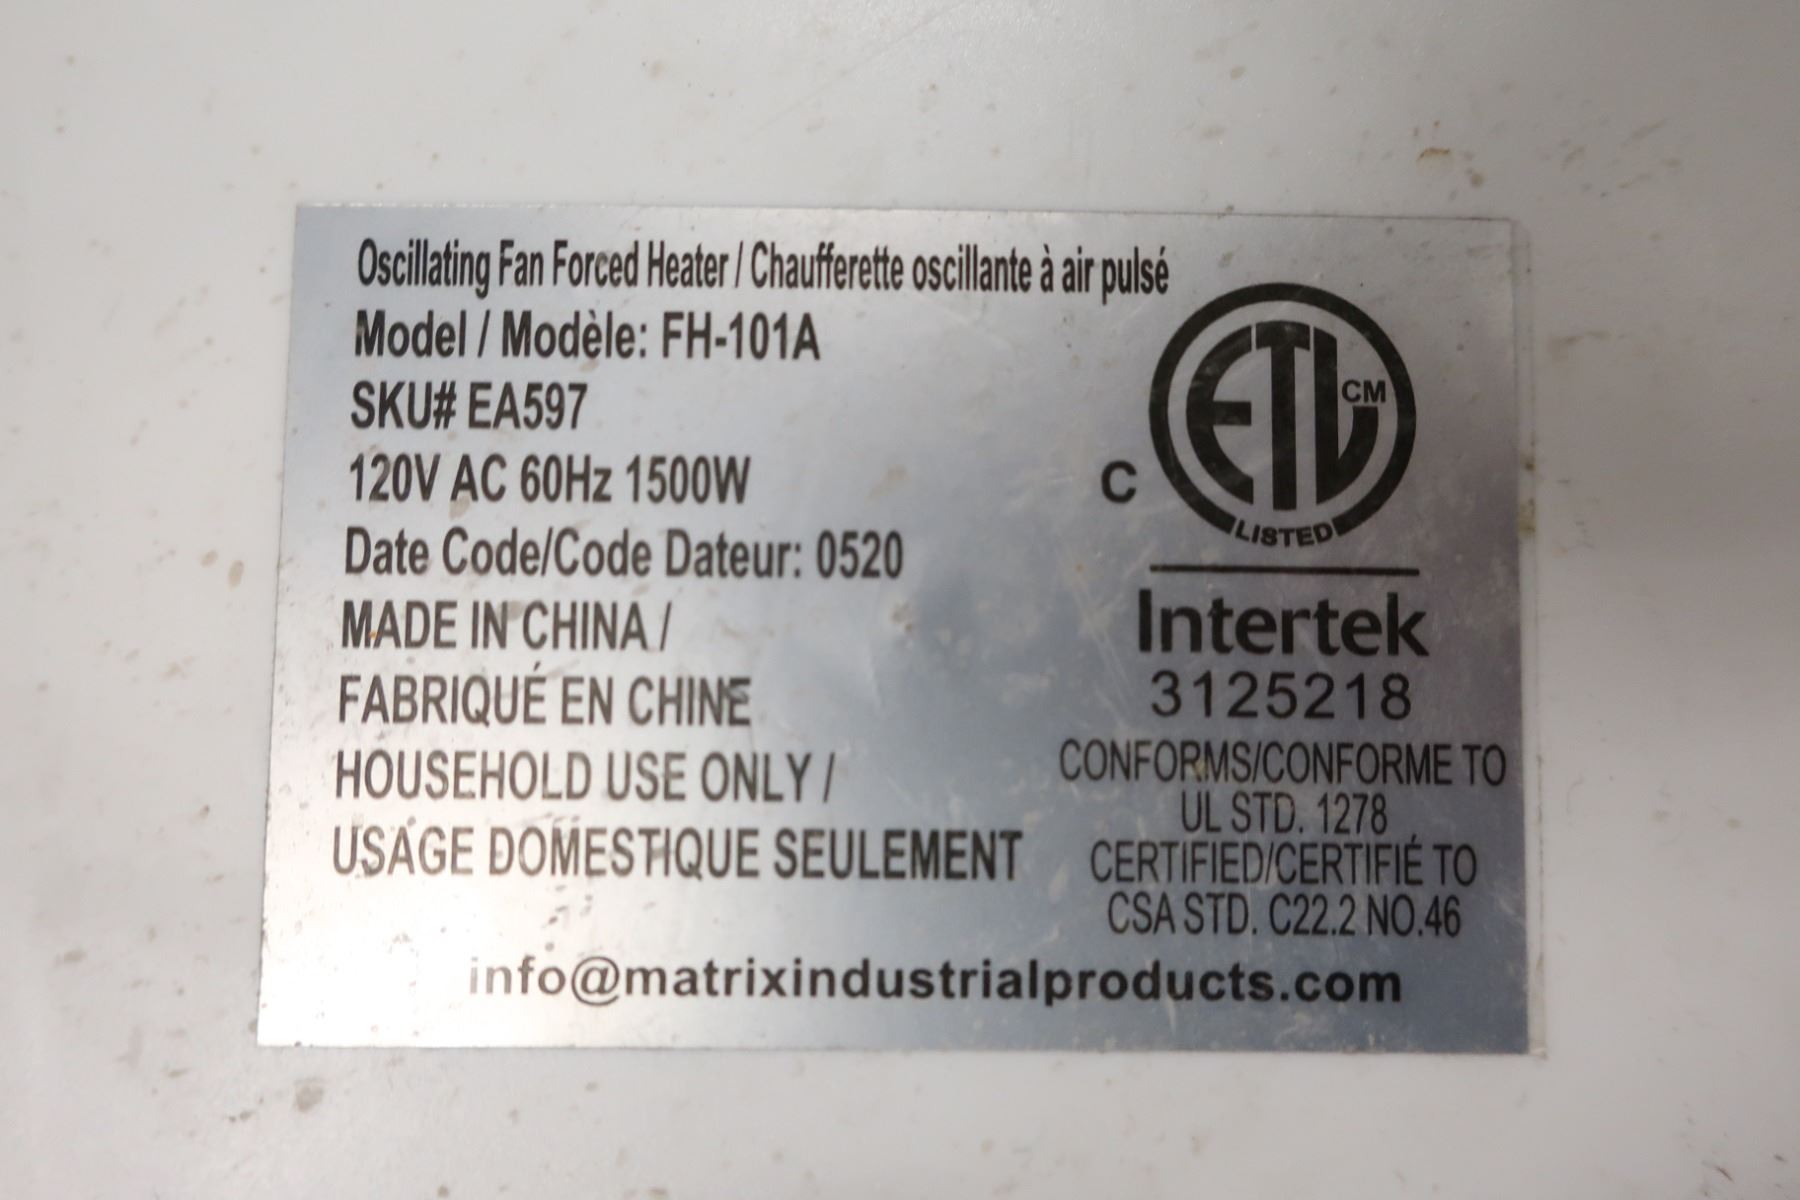 Oscillating Fan Forced Heater / Chaufferette oscillante à air pulsé
Model / Modèle: FH-101A
SKU# EA597
120V AC 60Hz 1500W
Date Code/Code Dateur: 0520
MADE IN CHINA /
FABRIQUÉ EN CHINE
HOUSEHOLD USE ONLY /
USAGE DOMESTIQUE SEULEMENT
C
ETL CM
LISTED
Intertek
3125218
CONFORMS/CONFORME TO
UL STD. 1278
CERTIFIED/CERTIFIÉ TO
CSA STD. C22.2 NO.46
info@matrixindustrialproducts.com